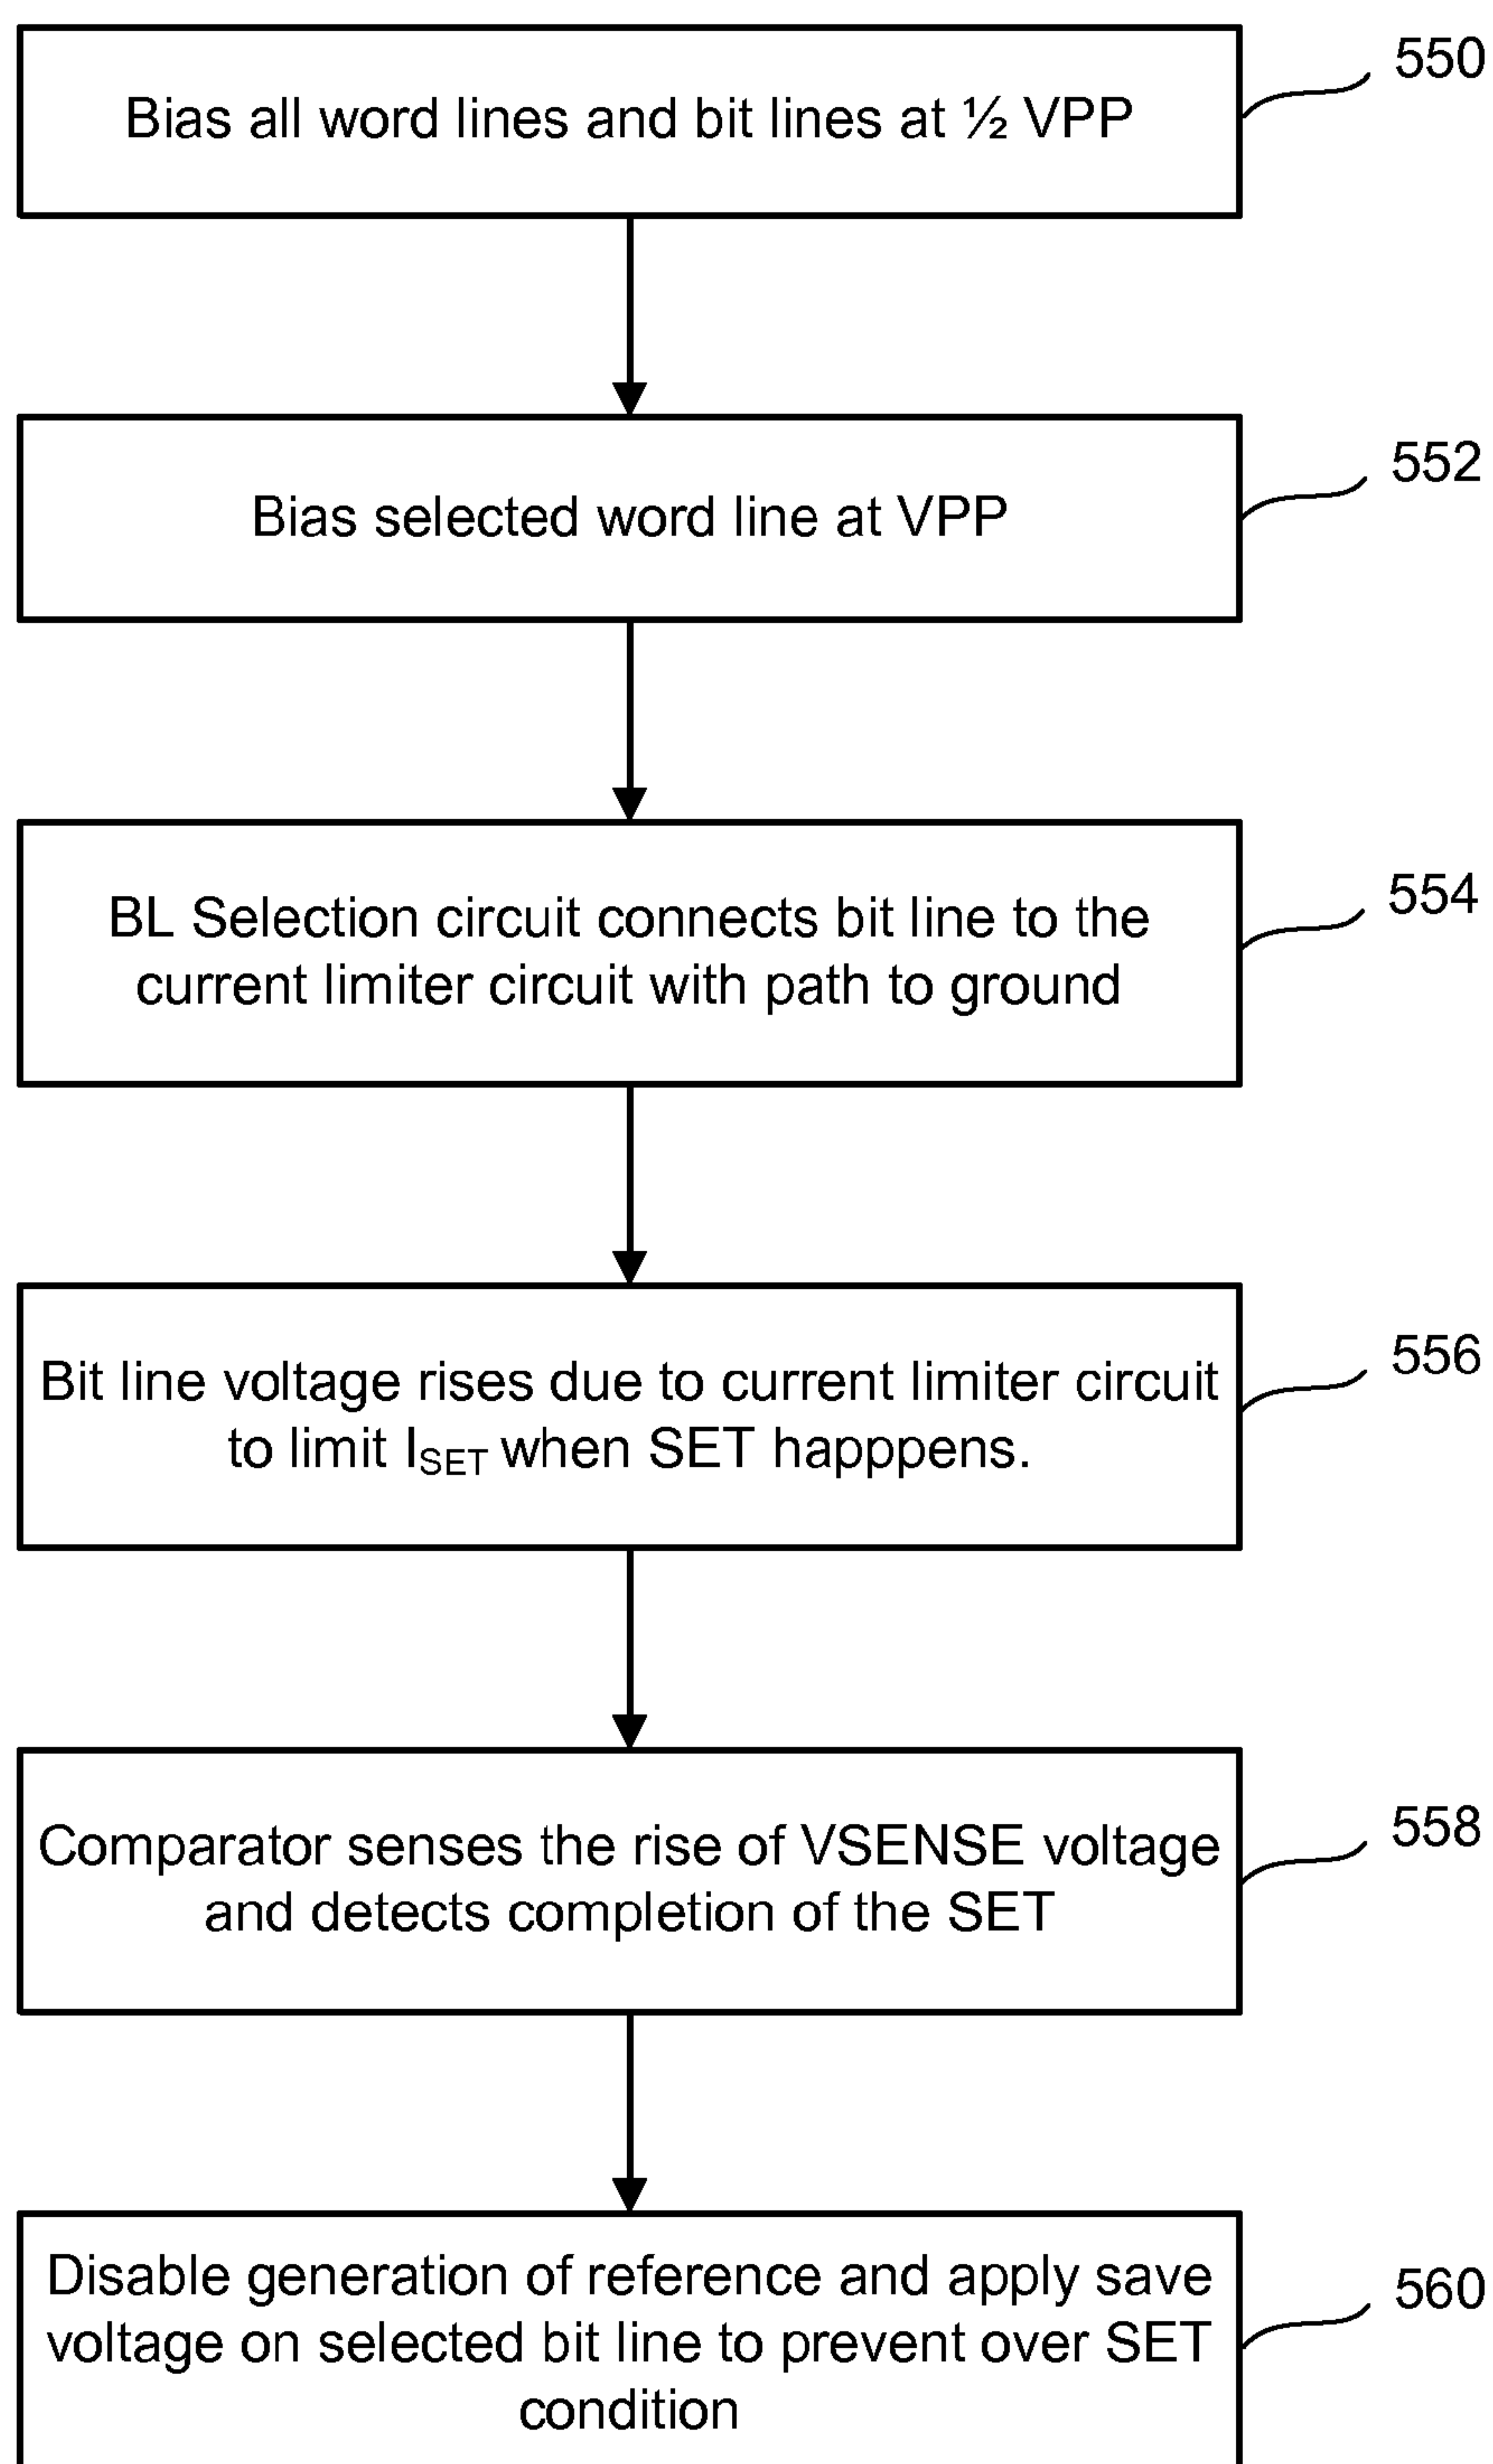 550
Bias all word lines and bit lines at ½ VPP
552
Bias selected word line at VPP
554
BL Selection circuit connects bit line to the
current limiter circuit with path to ground
556
Bit line voltage rises due to current limiter circuit
to limit ISET when SET happpens.
558
Comparator senses the rise of VSENSE voltage
and detects completion of the SET
560
Disable generation of reference and apply save
voltage on selected bit line to prevent over SET
condition